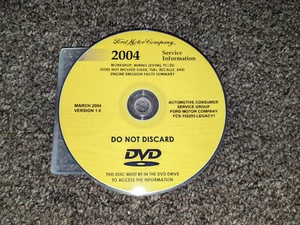 Ford Motor Company
2004
Service
Information
WORKSHOP, WIRING (EVTM), PC/ED
DOES NOT INCLUDE OASIS, TSBs, RECALLS, AND
ENGINE EMISSION FACTS SUMMARY
MARCH 2004
VERSION 1.0
AUTOMOTIVE CONSUMER
SERVICE GROUP
FORD MOTOR COMPANY
FCS-152203-LEGACY1
DO NOT DISCARD
DVD
THIS DISC MUST BE IN THE DVD DRIVE
TO ACCESS THE INFORMATION